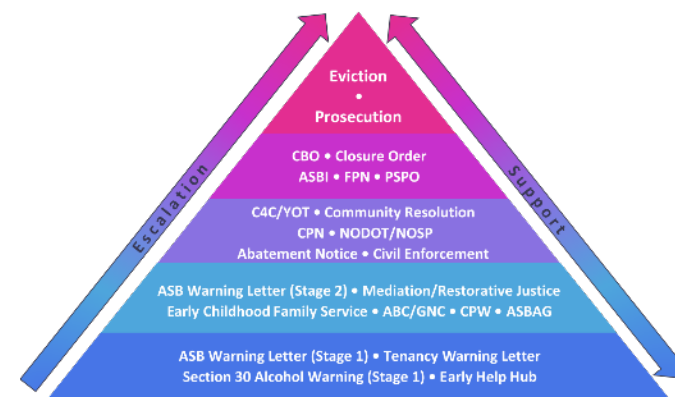 Eviction
•
Prosecution
CBO • Closure Order
ASBI • FPN • PSPO
C4C/YOT • Community Resolution
CPN • NODOT/NOSP
Abatement Notice • Civil Enforcement
ASB Warning Letter (Stage 2) • Mediation/Restorative Justice
Early Childhood Family Service • ABC/GNC • CPW • ASBAG
ASB Warning Letter (Stage 1) • Tenancy Warning Letter
Section 30 Alcohol Warning (Stage 1) • Early Help Hub
Escalation
Support